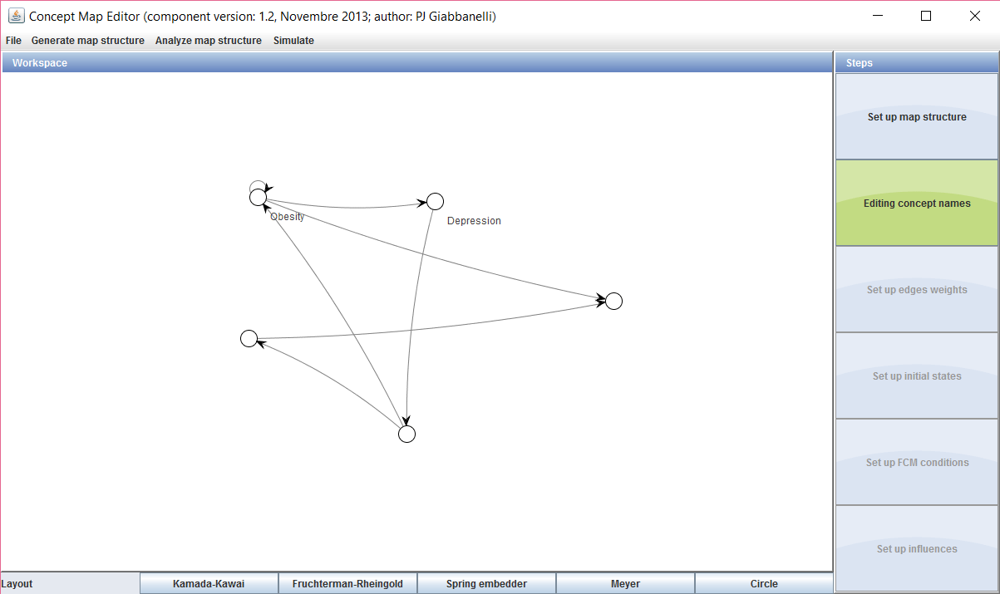 Concept Map Editor (component version: 1.2, Novembre 2013; author: PJ Giabbanelli)
File Generate map structure Analyze map structure Simulate
Workspace
Steps
Set up map structure
Editing concept names
Set up edges weights
Set up initial states
Set up FCM conditions
Set up influences
Obesity
Depression
Layout
Kamada-Kawai
Fruchterman-Rheingold
Spring embedder
Meyer
Circle